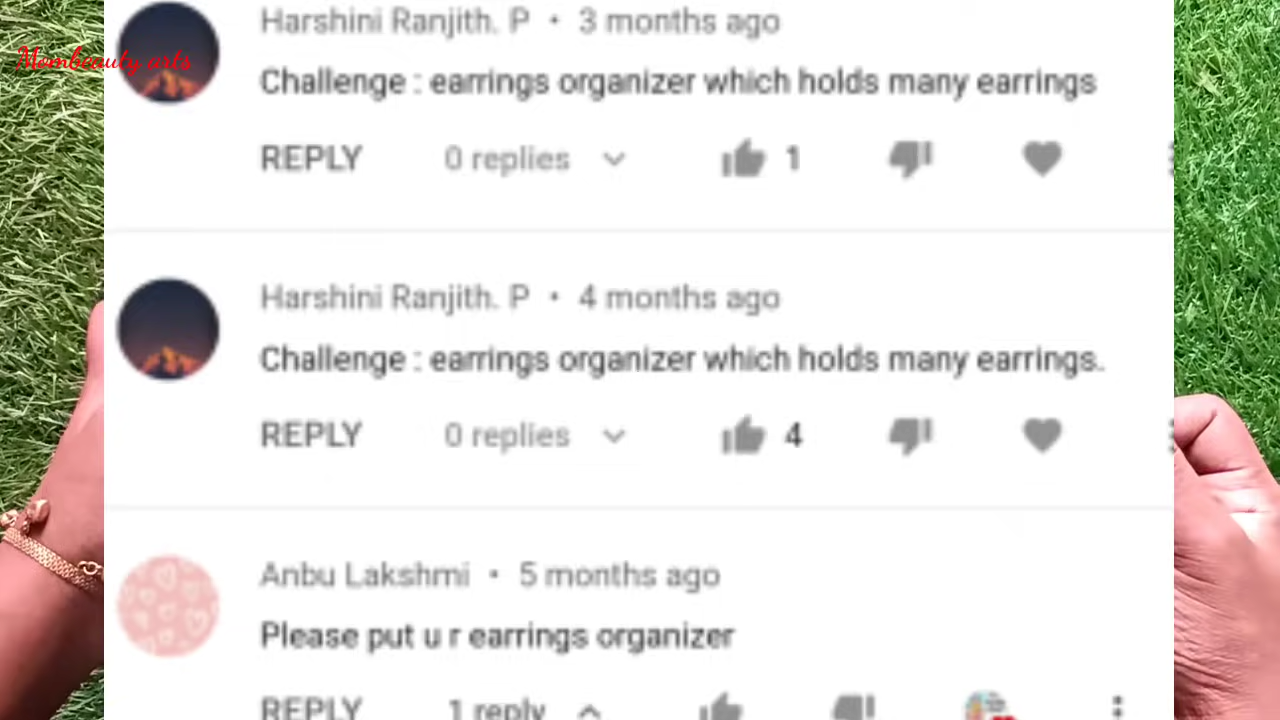 Mombeauty arts
Harshini Ranjith. P • 3 months ago
Challenge : earrings organizer which holds many earrings
REPLY 0 replies 1
Harshini Ranjith. P • 4 months ago
Challenge : earrings organizer which holds many earrings.
REPLY 0 replies 4
Anbu Lakshmi • 5 months ago
Please put u r earrings organizer
REPLY 1 reply